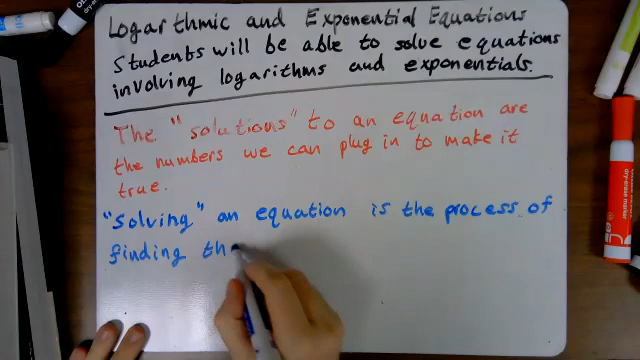 Logarithmic and Exponential Equations
Students will be able to solve equations
involving logarithms and exponentials.
The "solutions" to an equation are
the numbers we can plug in to make it
true.
"Solving" an equation is the process of
finding th